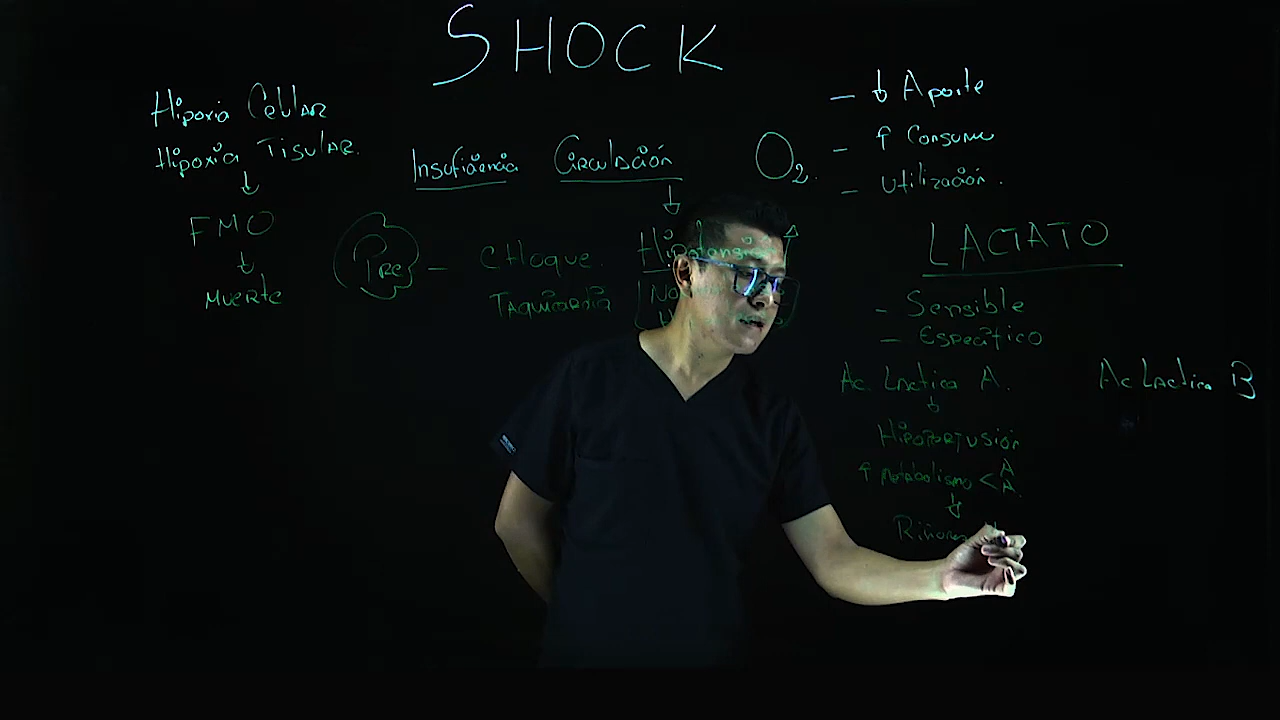 SHOCK
Hipoxia Celular
Hipoxia Tisular.
↓
FMO
↓
Muerte
Insuficiencia Circulación
↓
Hipotensión
Pre - CHoque.
TAquicardia
O2.
- ↓ Aporte
- ↑ Consumo
- Utilización.
LACTATO
- Sensible
- Específico
Ac. Lactica A.
↓
Hipoperfusión
↑ Metabolismo < A
A.
↓
Ac Lactica B